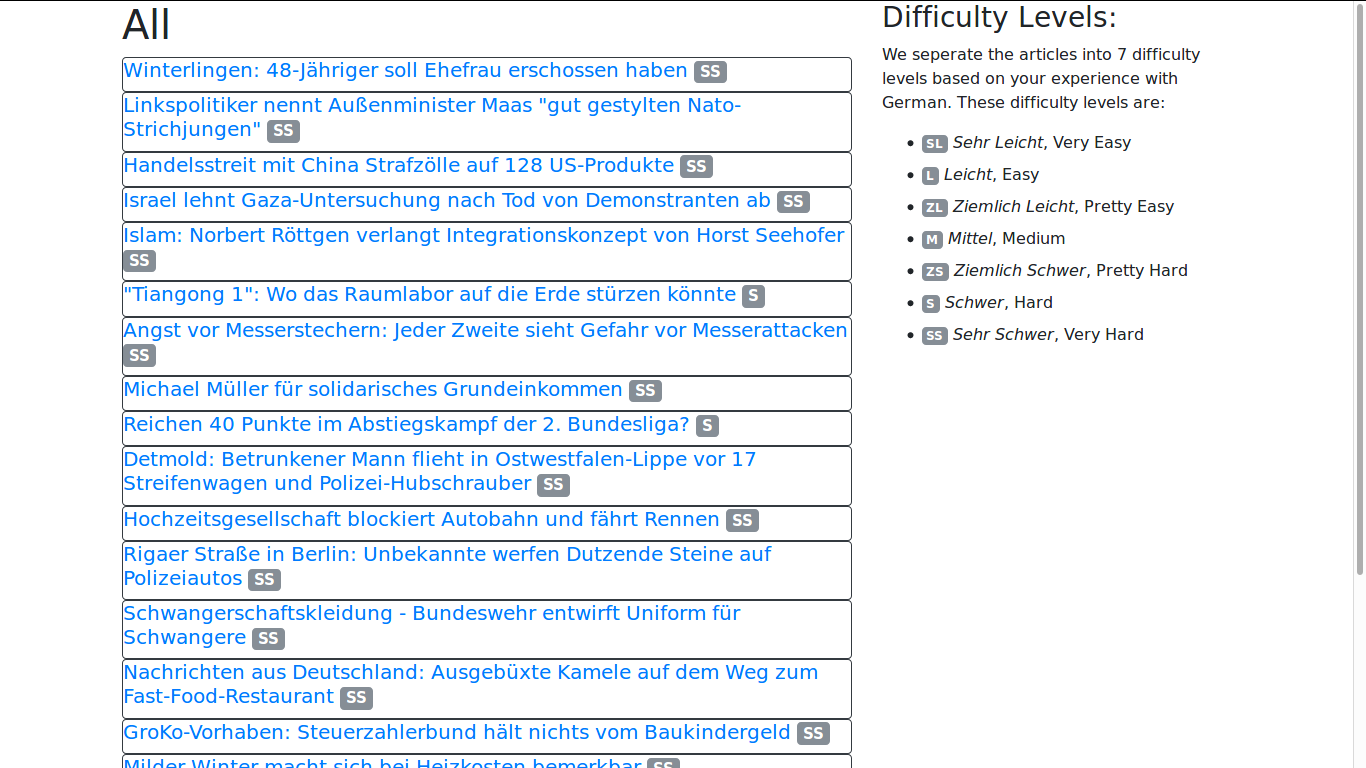 All
Winterlingen: 48-Jähriger soll Ehefrau erschossen haben SS
Linkspolitiker nennt Außenminister Maas "gut gestylten Nato-
Strichjungen" SS
Handelsstreit mit China Strafzölle auf 128 US-Produkte SS
Israel lehnt Gaza-Untersuchung nach Tod von Demonstranten ab SS
Islam: Norbert Röttgen verlangt Integrationskonzept von Horst Seehofer
SS
"Tiangong 1": Wo das Raumlabor auf die Erde stürzen könnte S
Angst vor Messerstechern: Jeder Zweite sieht Gefahr vor Messerattacken
SS
Michael Müller für solidarisches Grundeinkommen SS
Reichen 40 Punkte im Abstiegskampf der 2. Bundesliga? S
Detmold: Betrunkener Mann flieht in Ostwestfalen-Lippe vor 17
Streifenwagen und Polizei-Hubschrauber SS
Hochzeitsgesellschaft blockiert Autobahn und fährt Rennen SS
Rigaer Straße in Berlin: Unbekannte werfen Dutzende Steine auf
Polizeiautos SS
Schwangerschaftskleidung - Bundeswehr entwirft Uniform für
Schwangere SS
Nachrichten aus Deutschland: Ausgebüxte Kamele auf dem Weg zum
Fast-Food-Restaurant SS
GroKo-Vorhaben: Steuerzahlerbund hält nichts vom Baukindergeld SS
Milder Winter macht sich bei Heizkosten bemerkbar SS
Difficulty Levels:
We seperate the articles into 7 difficulty
levels based on your experience with
German. These difficulty levels are:
SL Sehr Leicht, Very Easy
L Leicht, Easy
ZL Ziemlich Leicht, Pretty Easy
M Mittel, Medium
ZS Ziemlich Schwer, Pretty Hard
S Schwer, Hard
SS Sehr Schwer, Very Hard